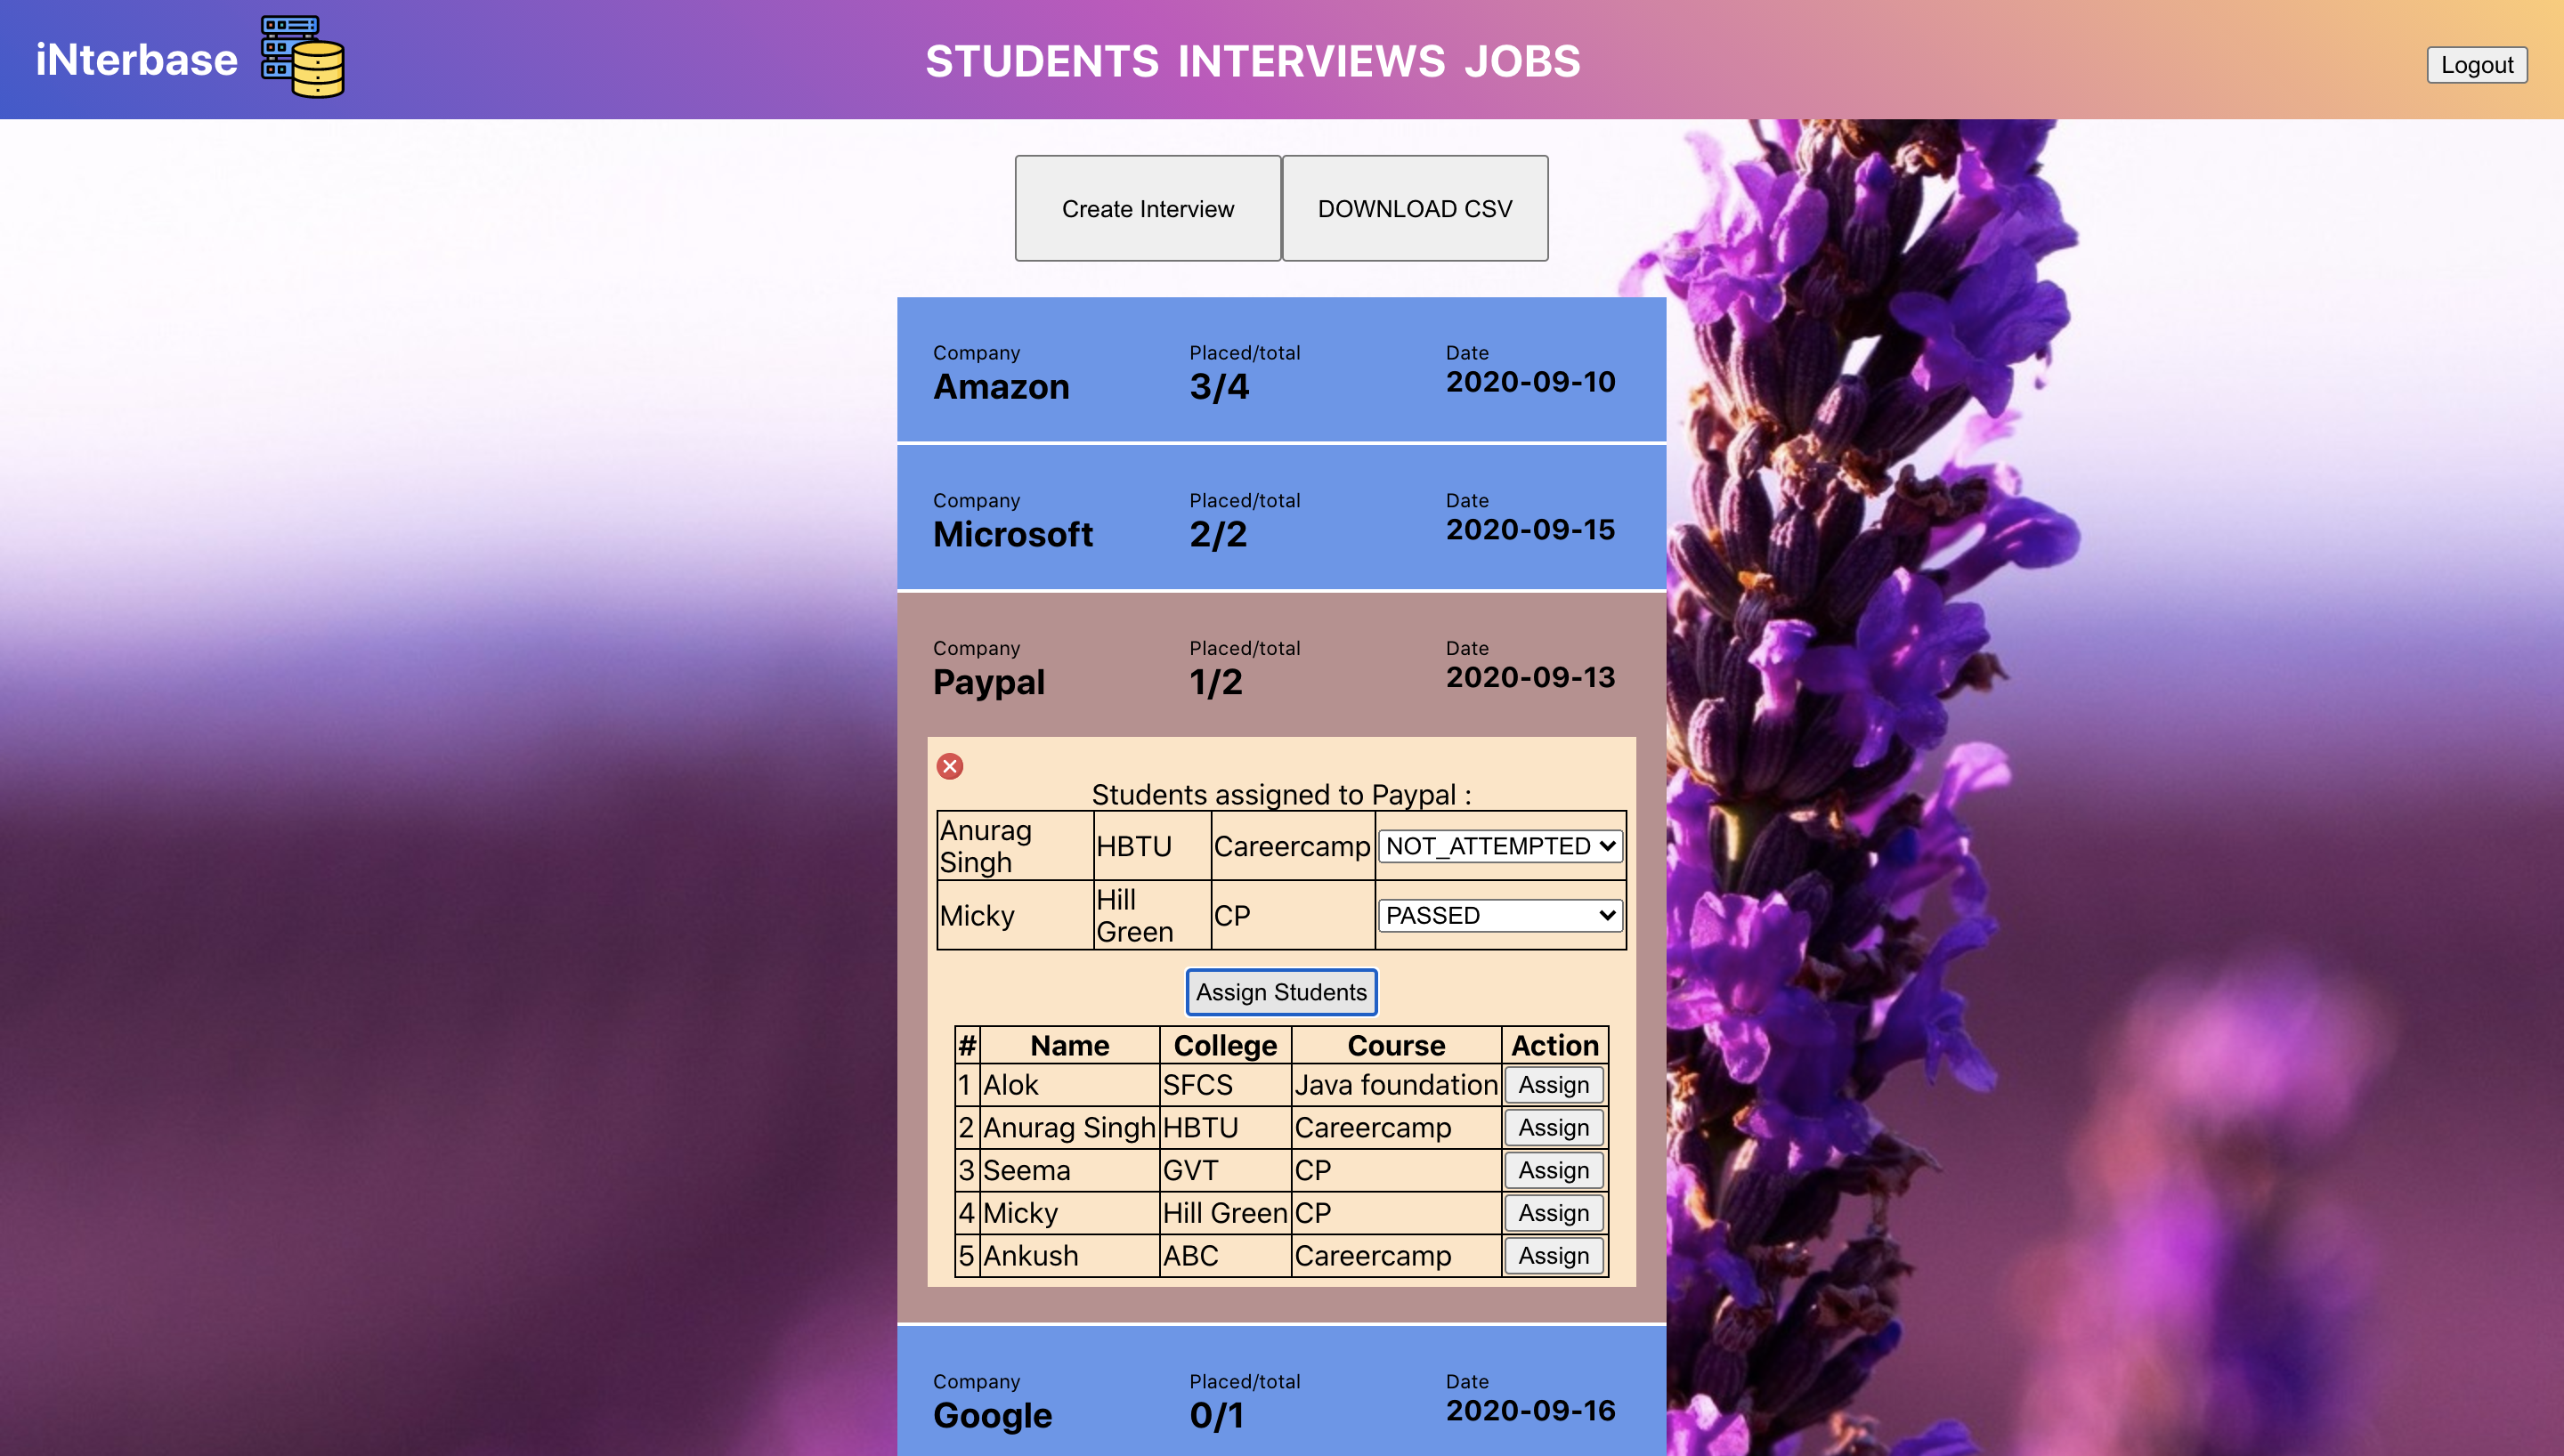 iNterbase
STUDENTS INTERVIEWS JOBS
Logout
Create Interview
DOWNLOAD CSV
Company Placed/total Date
Amazon 3/4 2020-09-10
Company Placed/total Date
Microsoft 2/2 2020-09-15
Company Placed/total Date
Paypal 1/2 2020-09-13
Students assigned to Paypal :
Anurag Singh HBTU Careercamp NOT_ATTEMPTED
Micky Hill Green CP PASSED
Assign Students
# Name College Course Action
1 Alok SFCS Java foundation Assign
2 Anurag Singh HBTU Careercamp Assign
3 Seema GVT CP Assign
4 Micky Hill Green CP Assign
5 Ankush ABC Careercamp Assign
Company Placed/total Date
Google 0/1 2020-09-16